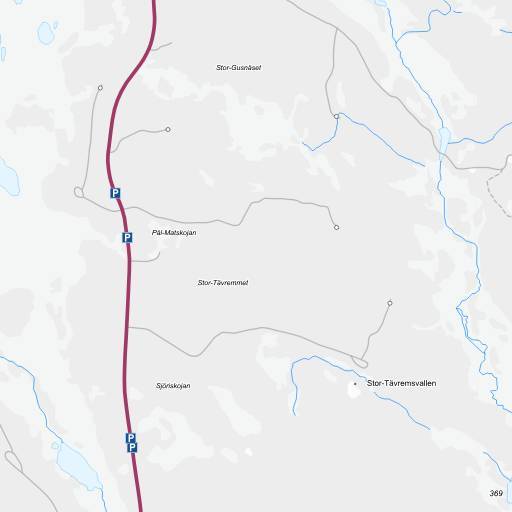 Stor-Gusnäset
P
Pål-Matskojan
P
Stor-Tävremmet
Sjöriskojan
Stor-Tävremsvallen
P
P
369